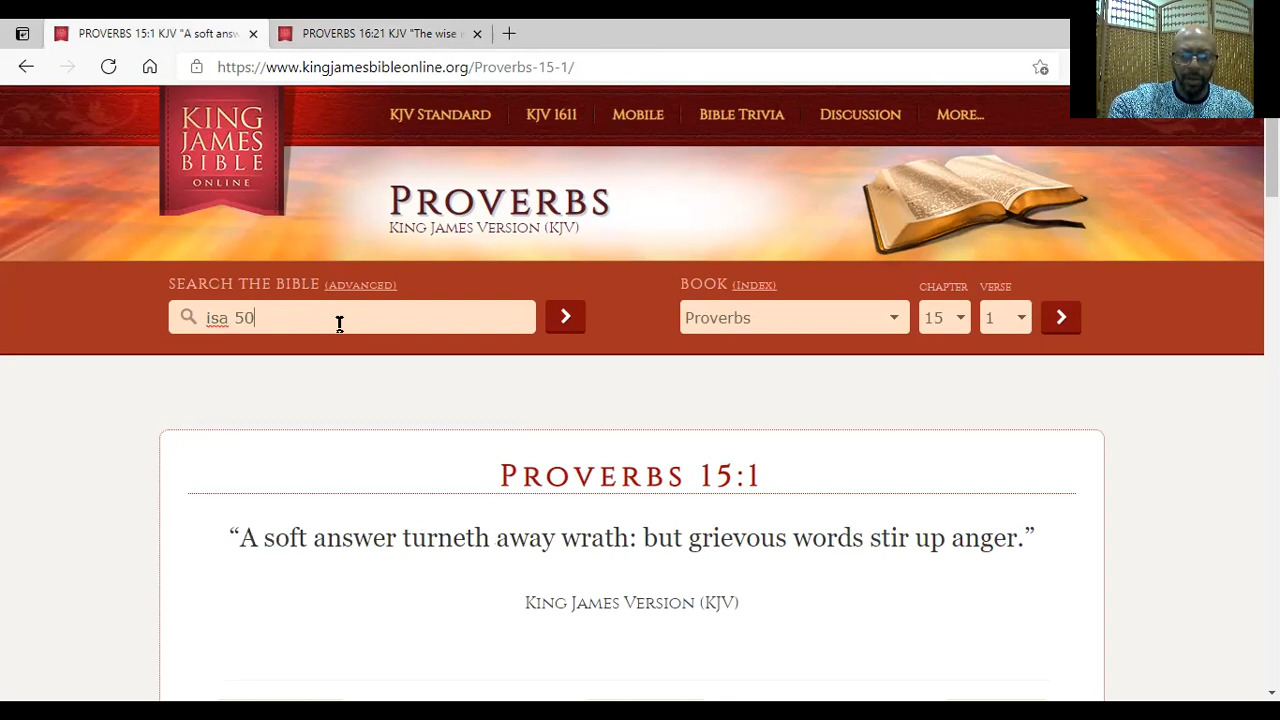 PROVERBS 15:1 KJV "A soft answ
PROVERBS 16:21 KJV "The wise
https://www.kingjamesbibleonline.org/Proverbs-15-1/
KING
JAMES
BIBLE
ONLINE
KJV STANDARD
KJV 1611
MOBILE
BIBLE TRIVIA
DISCUSSION
MORE...
PROVERBS
KING JAMES VERSION (KJV)
SEARCH THE BIBLE (ADVANCED)
BOOK (INDEX)
CHAPTER
VERSE
isa 50
Proverbs
15
1
PROVERBS 15:1
“A soft answer turneth away wrath: but grievous words stir up anger.”
KING JAMES VERSION (KJV)